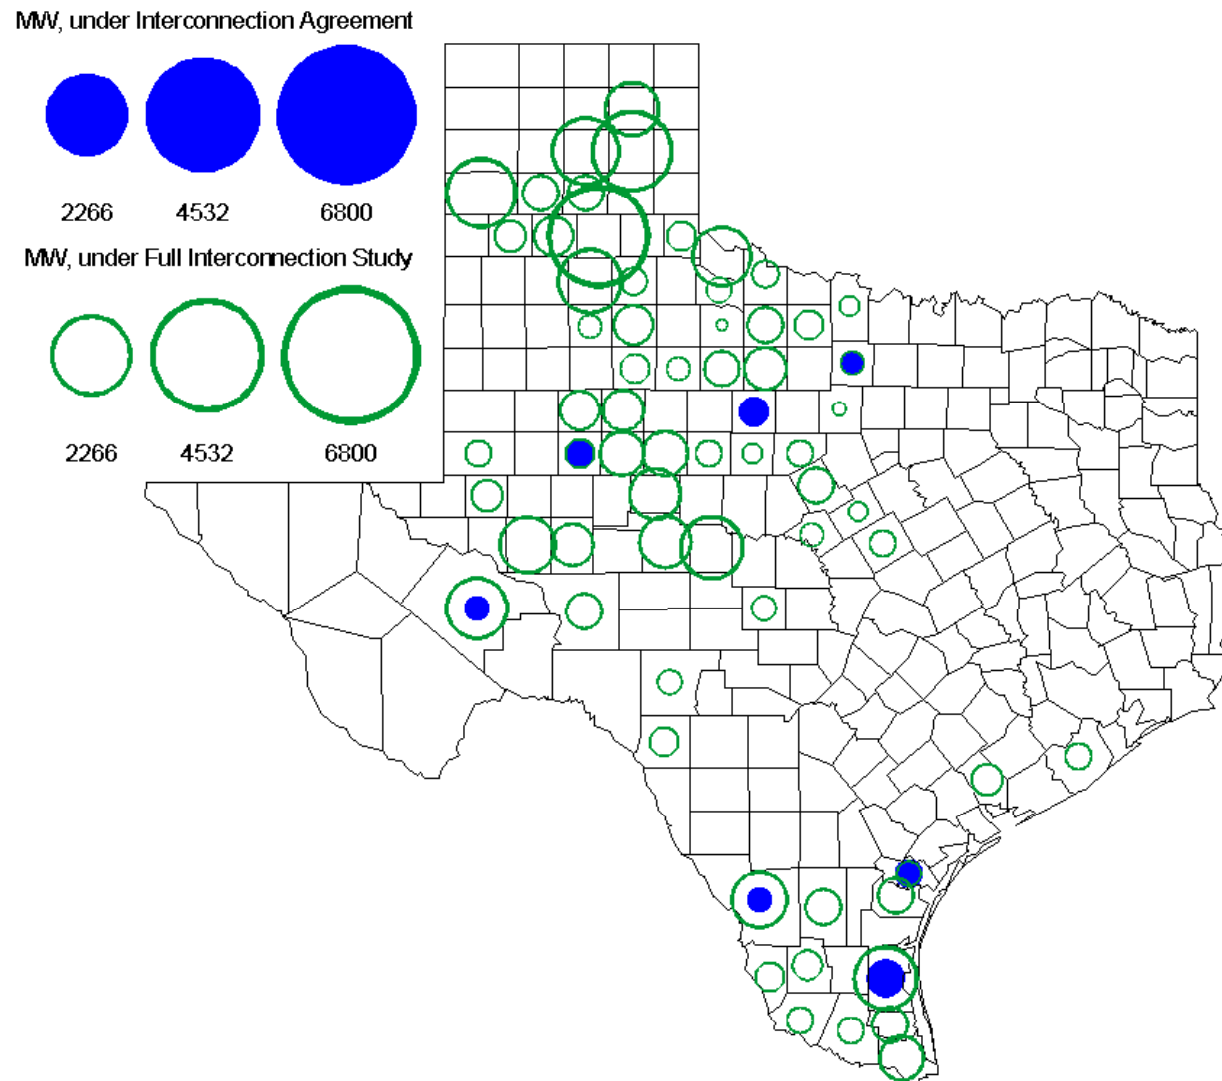 MW, under Interconnection Agreement
2266 4532 6800
MW, under Full Interconnection Study
2266 4532 6800